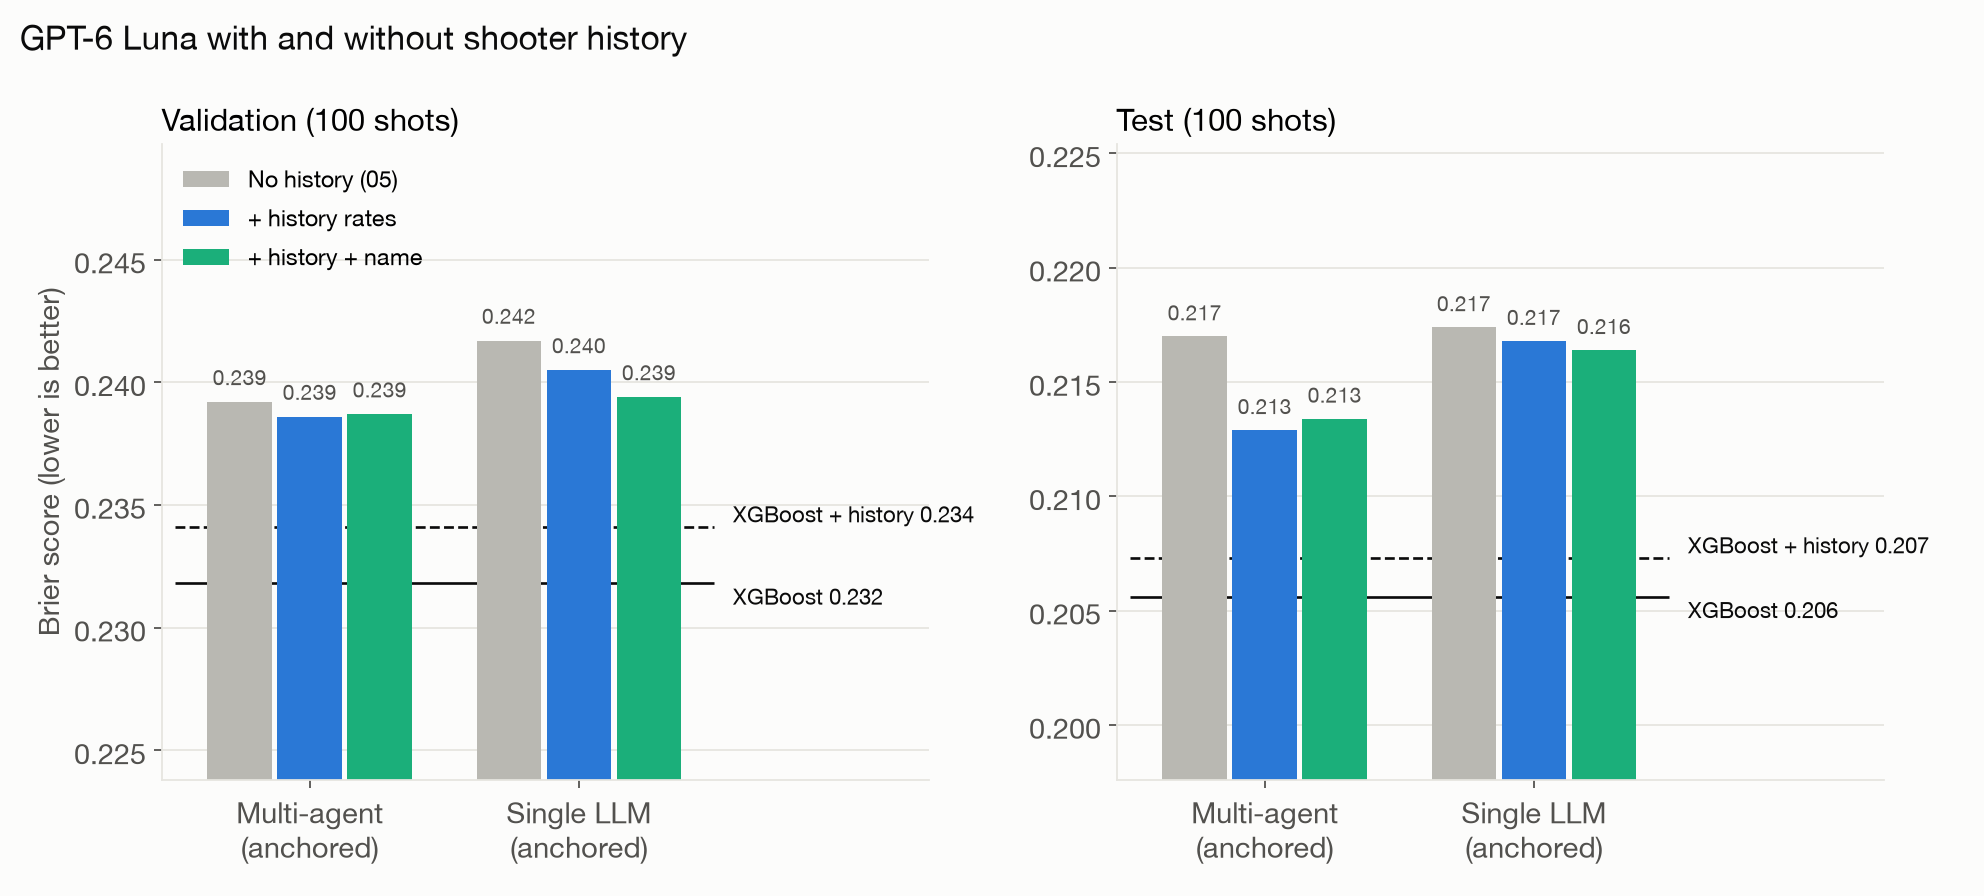 GPT-6 Luna with and without shooter history
Validation (100 shots)
No history (05)
+ history rates
+ history + name
Brier score (lower is better)
0.245
0.240
0.235
0.230
0.225
0.239
0.239
0.239
0.242
0.240
0.239
XGBoost + history 0.234
XGBoost 0.232
Multi-agent
(anchored)
Single LLM
(anchored)
Test (100 shots)
0.225
0.220
0.215
0.210
0.205
0.200
0.217
0.213
0.213
0.217
0.217
0.216
XGBoost + history 0.207
XGBoost 0.206
Multi-agent
(anchored)
Single LLM
(anchored)